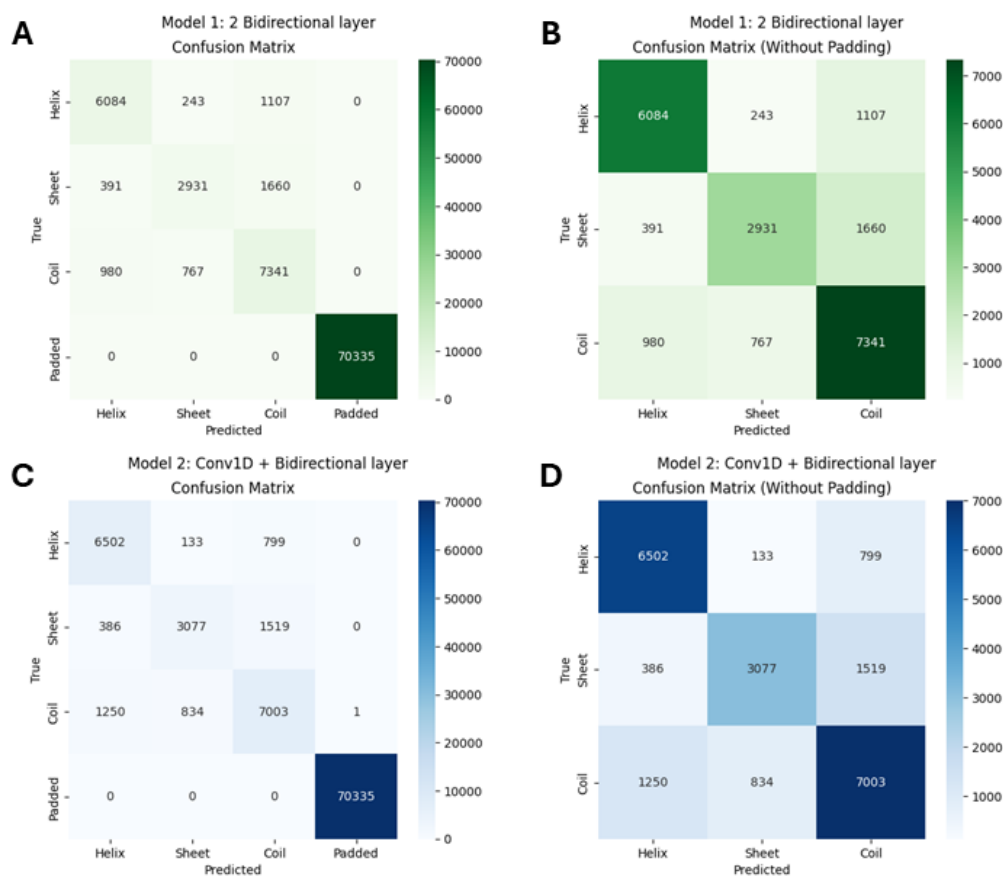 A
Model 1: 2 Bidirectional layer
Confusion Matrix
Helix 6084 243 1107 0
Sheet 391 2931 1660 0
Coil 980 767 7341 0
Padded 0 0 0 70335
True
Helix Sheet Coil Padded
Predicted
70000
60000
50000
40000
30000
20000
10000
0
B
Model 1: 2 Bidirectional layer
Confusion Matrix (Without Padding)
Helix 6084 243 1107
Sheet 391 2931 1660
Coil 980 767 7341
True
Helix Sheet Coil
Predicted
7000
6000
5000
4000
3000
2000
1000
C
Model 2: Conv1D + Bidirectional layer
Confusion Matrix
Helix 6502 133 799 0
Sheet 386 3077 1519 0
Coil 1250 834 7003 1
Padded 0 0 0 70335
True
Helix Sheet Coil Padded
Predicted
70000
60000
50000
40000
30000
20000
10000
0
D
Model 2: Conv1D + Bidirectional layer
Confusion Matrix (Without Padding)
Helix 6502 133 799
Sheet 386 3077 1519
Coil 1250 834 7003
True
Helix Sheet Coil
Predicted
7000
6000
5000
4000
3000
2000
1000